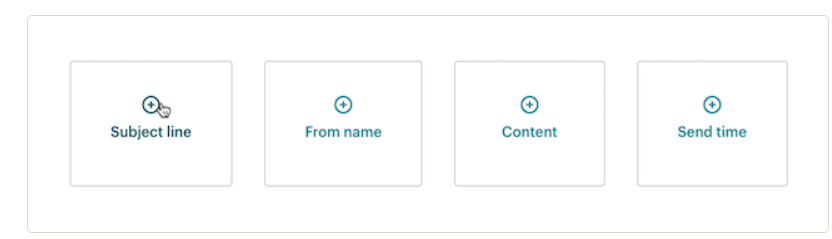 Subject line
From name
Content
Send time